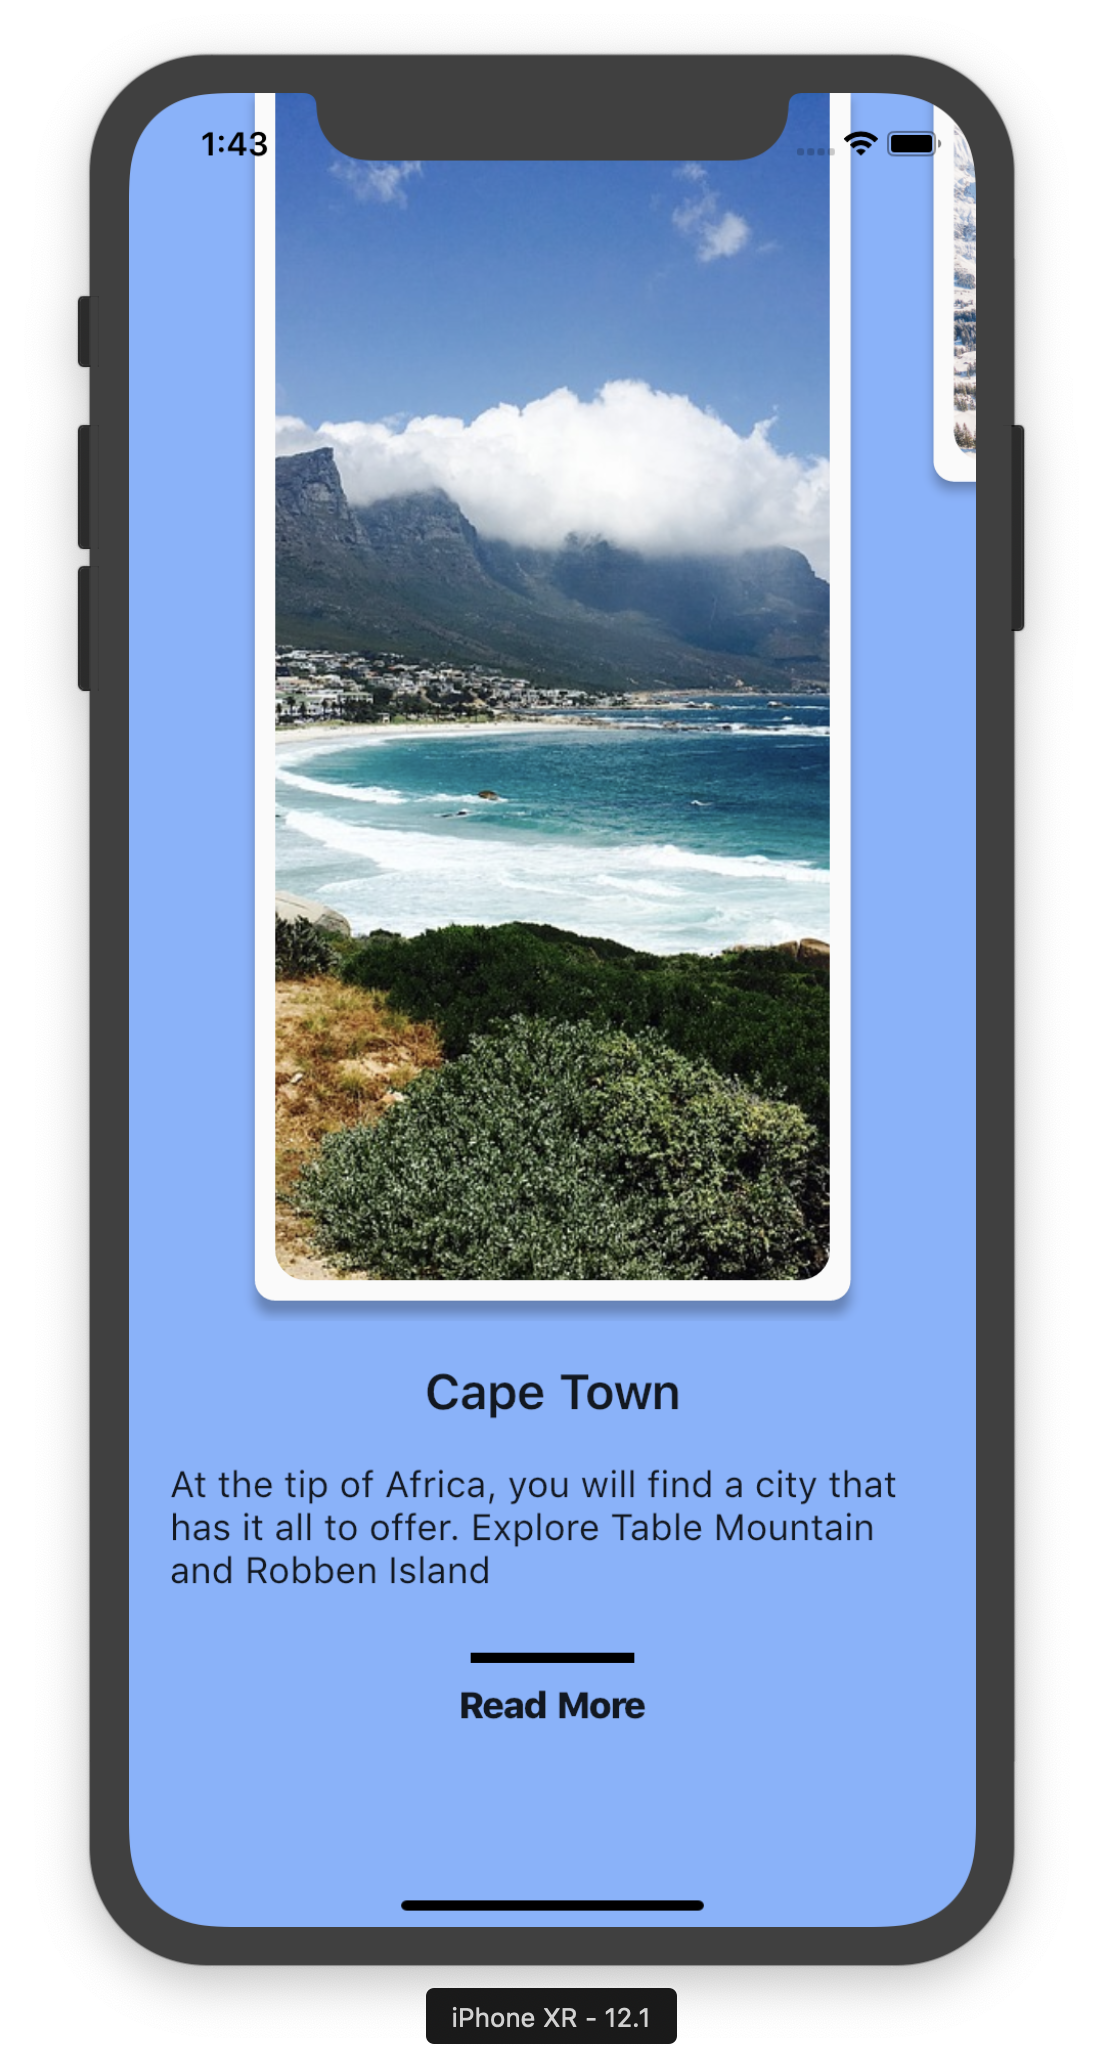 1:43
Cape Town
At the tip of Africa, you will find a city that
has it all to offer. Explore Table Mountain
and Robben Island
Read More
iPhone XR - 12.1